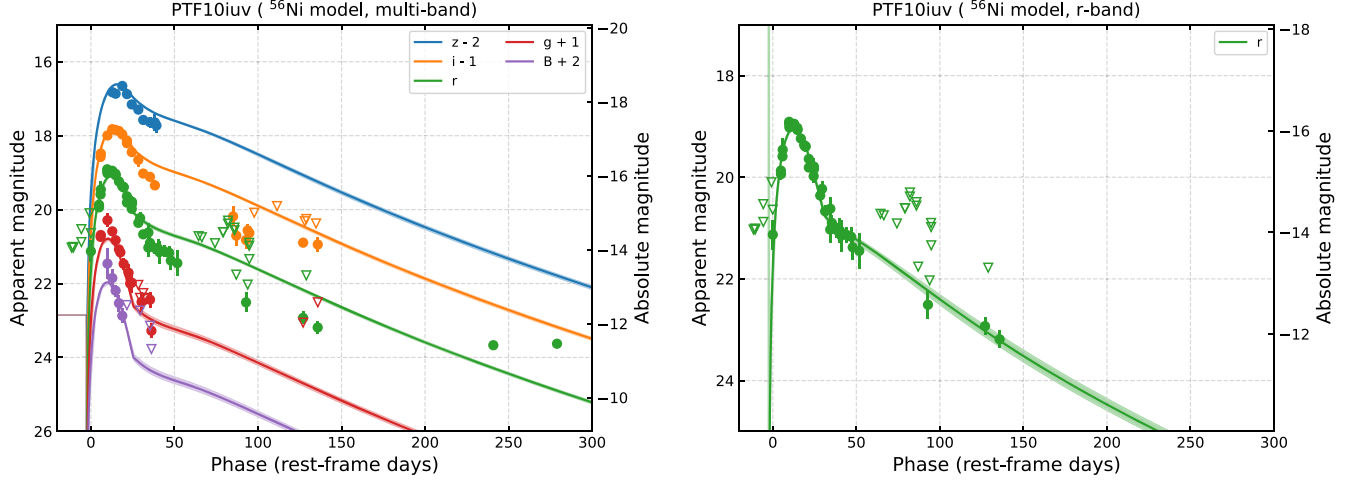 PTF10iuv ( ⁵⁶Ni model, multi-band)
z - 2
i - 1
r
g + 1
B + 2
16
18
20
22
24
26
Apparent magnitude
−20
−18
−16
−14
−12
−10
Absolute magnitude
0 50 100 150 200 250 300
Phase (rest-frame days)
PTF10iuv ( ⁵⁶Ni model, r-band)
r
18
20
22
24
Apparent magnitude
−18
−16
−14
−12
Absolute magnitude
0 50 100 150 200 250 300
Phase (rest-frame days)